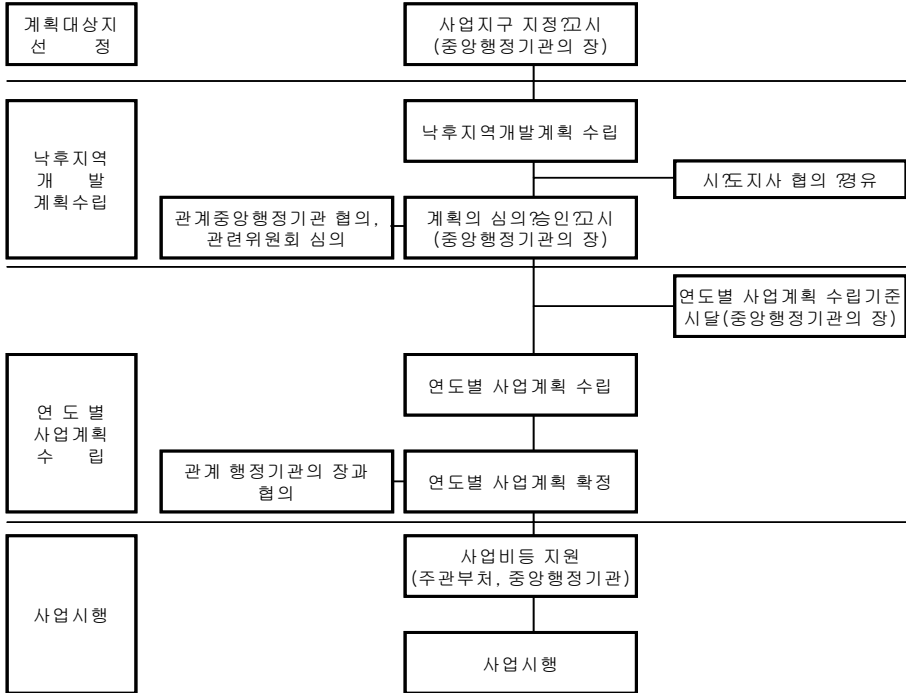 계획대상지
선 정
사업지구 지정?고시
(중앙행정기관의 장)
낙후지역
개 발
계획수립
낙후지역개발계획 수립
시?도지사 협의 ?경유
관계중앙행정기관 협의,
관련위원회 심의
계획의 심의?승인?고시
(중앙행정기관의 장)
연도별 사업계획 수립기준
시달(중앙행정기관의 장)
연 도 별
사업계획
수 립
연도별 사업계획 수립
관계 행정기관의 장과
협의
연도별 사업계획 확정
사업시행
사업비등 지원
(주관부처, 중앙행정기관)
사업시행